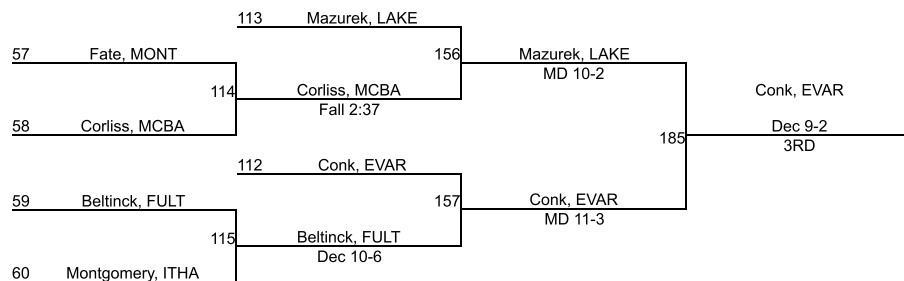 113 Mazurek, LAKE
57 Fate, MONT
156 Mazurek, LAKE
MD 10-2
114 Corliss, MCBA
Fall 2:37
Conk, EVAR
58 Corliss, MCBA
Dec 9-2
185
3RD
112 Conk, EVAR
59 Beltinck, FULT
157 Conk, EVAR
MD 11-3
115 Beltinck, FULT
Dec 10-6
60 Montgomery, ITHA